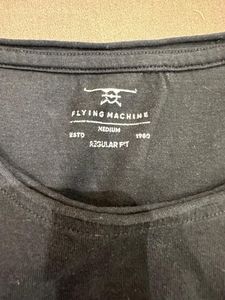 FLYING MACHINE
MEDIUM
ESTD 1980
REGULAR FIT